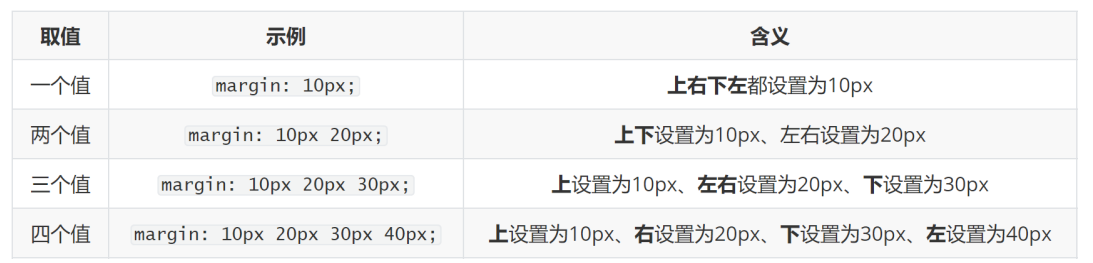 取值 示例 含义
一个值 margin: 10px; 上右下左都设置为10px
两个值 margin: 10px 20px; 上下设置为10px、左右设置为20px
三个值 margin: 10px 20px 30px; 上设置为10px、左右设置为20px、下设置为30px
四个值 margin: 10px 20px 30px 40px; 上设置为10px、右设置为20px、下设置为30px、左设置为40px